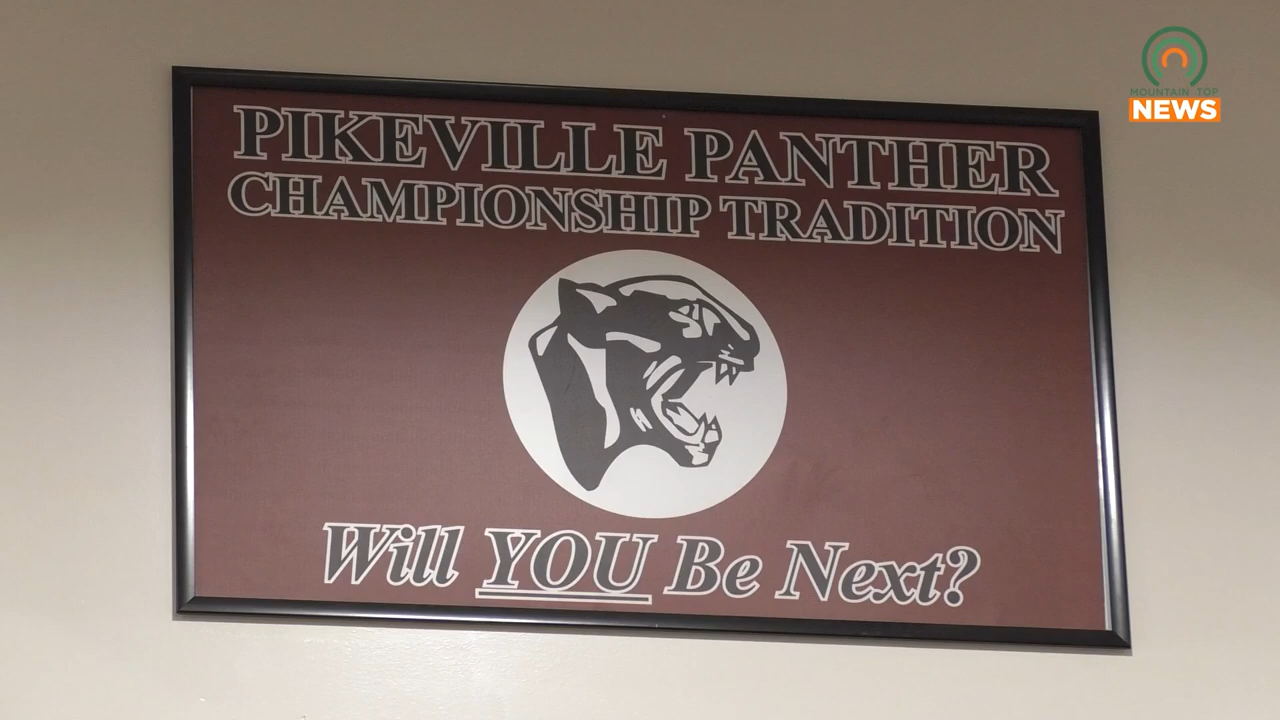 MOUNTAIN TOP
NEWS
PIKEVILLE PANTHER
CHAMPIONSHIP TRADITION
Will YOU Be Next?